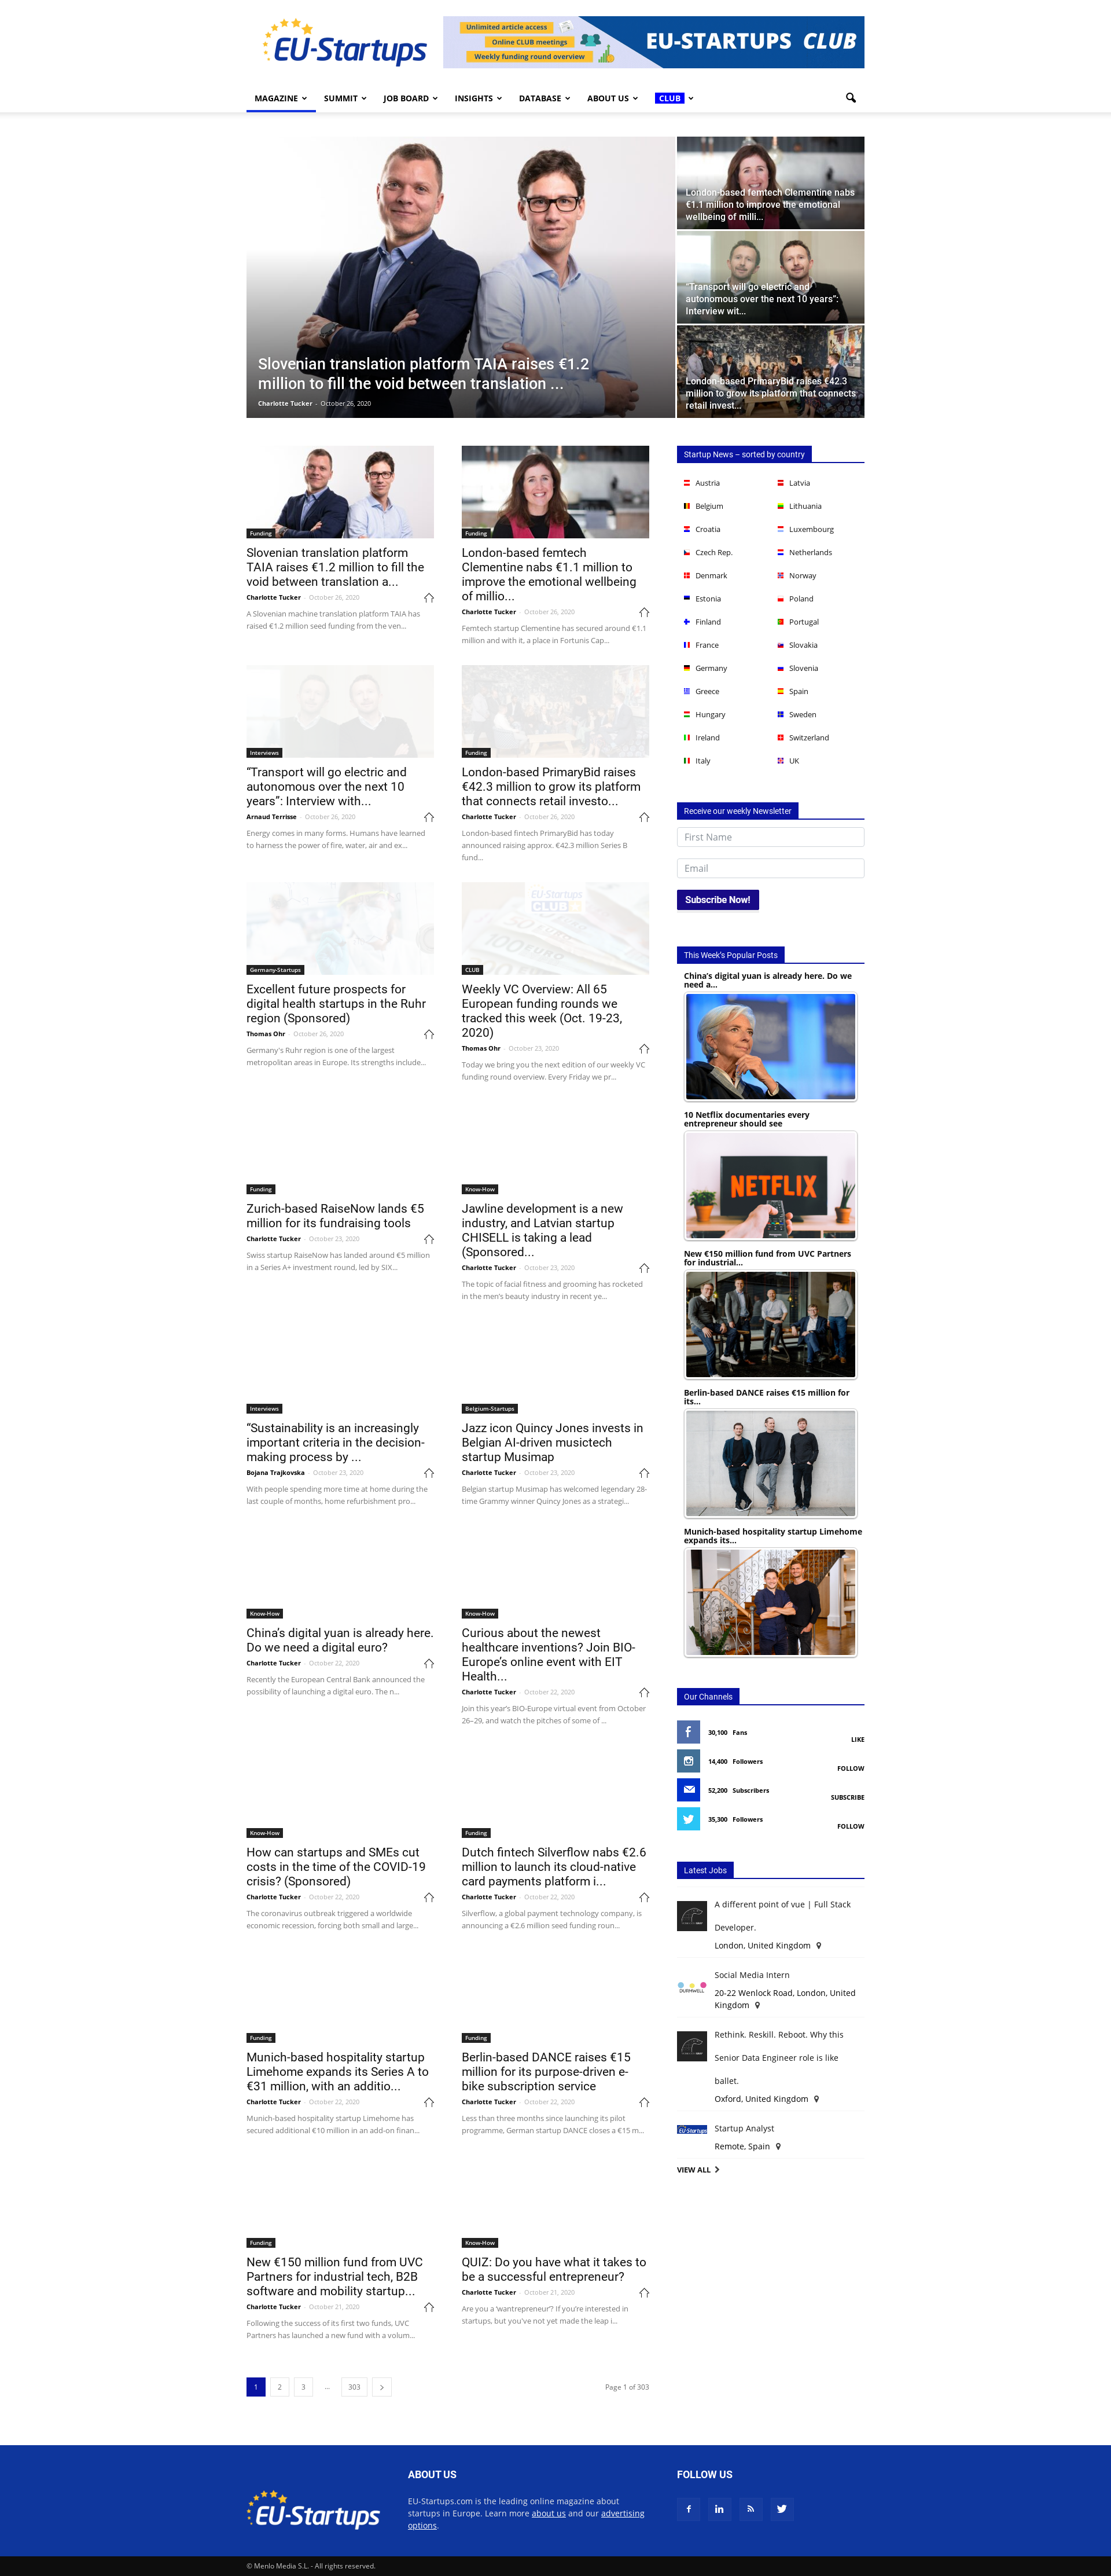 EU-Startups
Unlimited article access
Online CLUB meetings
Weekly funding round overview
EU-STARTUPS CLUB
MAGAZINE
SUMMIT
JOB BOARD
INSIGHTS
DATABASE
ABOUT US
CLUB
Slovenian translation platform TAIA raises €1.2
million to fill the void between translation ...
Charlotte Tucker - October 26, 2020
London-based femtech Clementine nabs
€1.1 million to improve the emotional
wellbeing of milli...
“Transport will go electric and
autonomous over the next 10 years”:
Interview wit...
London-based PrimaryBid raises €42.3
million to grow its platform that connects
retail invest...
Funding
Slovenian translation platform
TAIA raises €1.2 million to fill the
void between translation a...
Charlotte Tucker - October 26, 2020
A Slovenian machine translation platform TAIA has
raised €1.2 million seed funding from the ven...
Funding
London-based femtech
Clementine nabs €1.1 million to
improve the emotional wellbeing
of millio...
Charlotte Tucker - October 26, 2020
Femtech startup Clementine has secured around €1.1
million and with it, a place in Fortunis Cap...
Interviews
“Transport will go electric and
autonomous over the next 10
years”: Interview with...
Arnaud Terrisse - October 26, 2020
Energy comes in many forms. Humans have learned
to harness the power of fire, water, air and ex...
Funding
London-based PrimaryBid raises
€42.3 million to grow its platform
that connects retail investo...
Charlotte Tucker - October 26, 2020
London-based fintech PrimaryBid has today
announced raising approx. €42.3 million Series B
fund...
Germany-Startups
Excellent future prospects for
digital health startups in the Ruhr
region (Sponsored)
Thomas Ohr - October 26, 2020
Germany's Ruhr region is one of the largest
metropolitan areas in Europe. Its strengths include...
EU-Startups
CLUB
CLUB
Weekly VC Overview: All 65
European funding rounds we
tracked this week (Oct. 19-23,
2020)
Thomas Ohr - October 23, 2020
Today we bring you the next edition of our weekly VC
funding round overview. Every Friday we pr...
Funding
Zurich-based RaiseNow lands €5
million for its fundraising tools
Charlotte Tucker - October 23, 2020
Swiss startup RaiseNow has landed around €5 million
in a Series A+ investment round, led by SIX...
Know-How
Jawline development is a new
industry, and Latvian startup
CHISELL is taking a lead
(Sponsored...
Charlotte Tucker - October 23, 2020
The topic of facial fitness and grooming has rocketed
in the men’s beauty industry in recent ye...
Interviews
“Sustainability is an increasingly
important criteria in the decision-
making process by ...
Bojana Trajkovska - October 23, 2020
With people spending more time at home during the
last couple of months, home refurbishment pro...
Belgium-Startups
Jazz icon Quincy Jones invests in
Belgian AI-driven musictech
startup Musimap
Charlotte Tucker - October 23, 2020
Belgian startup Musimap has welcomed legendary 28-
time Grammy winner Quincy Jones as a strategi...
Know-How
China’s digital yuan is already here.
Do we need a digital euro?
Charlotte Tucker - October 22, 2020
Recently the European Central Bank announced the
possibility of launching a digital euro. The n...
Know-How
Curious about the newest
healthcare inventions? Join BIO-
Europe’s online event with EIT
Health...
Charlotte Tucker - October 22, 2020
Join this year’s BIO-Europe virtual event from October
26–29, and watch the pitches of some of ...
Know-How
How can startups and SMEs cut
costs in the time of the COVID-19
crisis? (Sponsored)
Charlotte Tucker - October 22, 2020
The coronavirus outbreak triggered a worldwide
economic recession, forcing both small and large...
Funding
Dutch fintech Silverflow nabs €2.6
million to launch its cloud-native
card payments platform i...
Charlotte Tucker - October 22, 2020
Silverflow, a global payment technology company, is
announcing a €2.6 million seed funding roun...
Funding
Munich-based hospitality startup
Limehome expands its Series A to
€31 million, with an additio...
Charlotte Tucker - October 22, 2020
Munich-based hospitality startup Limehome has
secured additional €10 million in an add-on finan...
Funding
Berlin-based DANCE raises €15
million for its purpose-driven e-
bike subscription service
Charlotte Tucker - October 22, 2020
Less than three months since launching its pilot
programme, German startup DANCE closes a €15 m...
Funding
New €150 million fund from UVC
Partners for industrial tech, B2B
software and mobility startup...
Charlotte Tucker - October 21, 2020
Following the success of its first two funds, UVC
Partners has launched a new fund with a volum...
Know-How
QUIZ: Do you have what it takes to
be a successful entrepreneur?
Charlotte Tucker - October 21, 2020
Are you a ‘wantrepreneur’? If you’re interested in
startups, but you’ve not yet made the leap i...
1 2 3 ... 303
Page 1 of 303
Startup News – sorted by country
Austria
Latvia
Belgium
Lithuania
Croatia
Luxembourg
Czech Rep.
Netherlands
Denmark
Norway
Estonia
Poland
Finland
Portugal
France
Slovakia
Germany
Slovenia
Greece
Spain
Hungary
Sweden
Ireland
Switzerland
Italy
UK
Receive our weekly Newsletter
First Name
Email
Subscribe Now!
This Week’s Popular Posts
China’s digital yuan is already here. Do we
need a...
10 Netflix documentaries every
entrepreneur should see
NETFLIX
New €150 million fund from UVC Partners
for industrial...
Berlin-based DANCE raises €15 million for
its...
Munich-based hospitality startup Limehome
expands its...
Our Channels
30,100 Fans
LIKE
14,400 Followers
FOLLOW
52,200 Subscribers
SUBSCRIBE
35,300 Followers
FOLLOW
Latest Jobs
A different point of vue | Full Stack
Developer.
London, United Kingdom
Social Media Intern
20-22 Wenlock Road, London, United
Kingdom
Rethink. Reskill. Reboot. Why this
Senior Data Engineer role is like
ballet.
Oxford, United Kingdom
EU-Startups
Startup Analyst
Remote, Spain
VIEW ALL
EU-Startups
ABOUT US
EU-Startups.com is the leading online magazine about
startups in Europe. Learn more about us and our advertising
options.
FOLLOW US
© Menlo Media S.L. - All rights reserved.